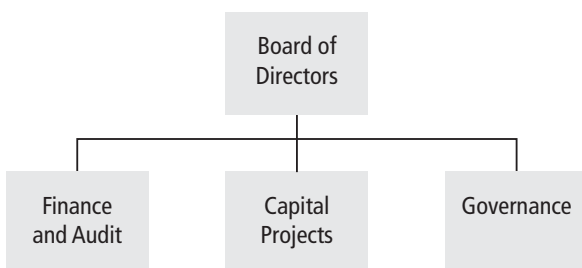 Board of
Directors
Finance
and Audit
Capital
Projects
Governance